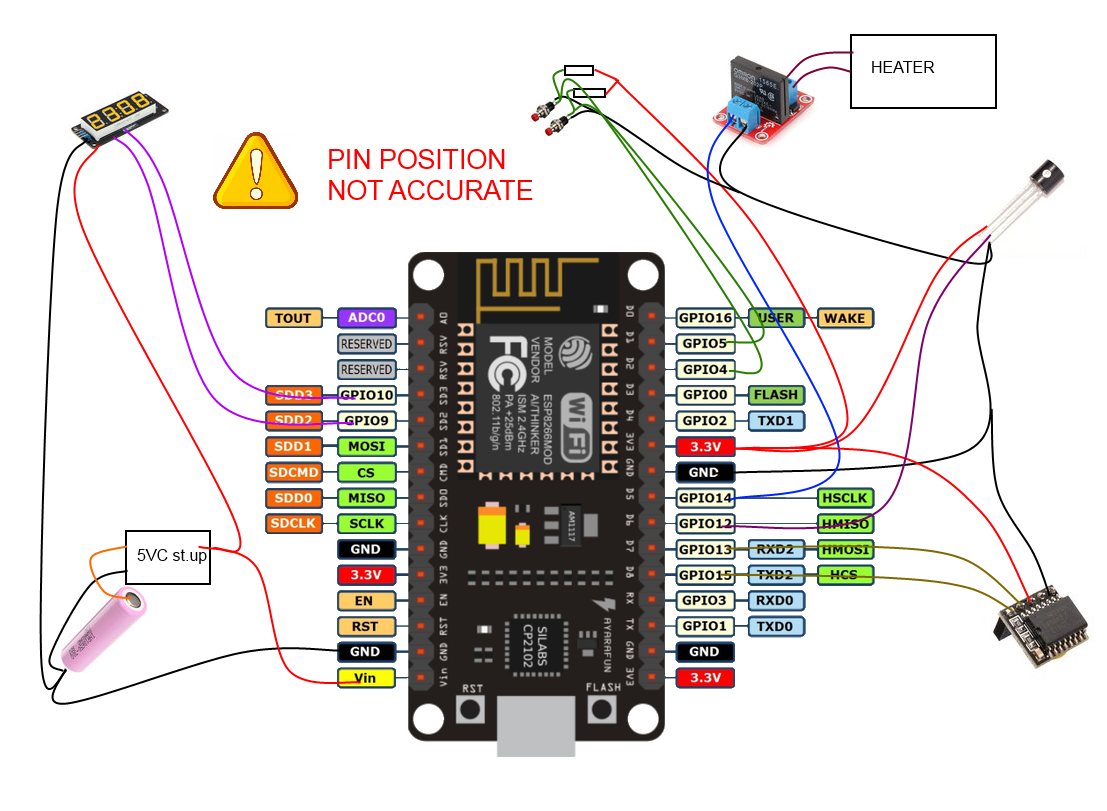 HEATER
8888
PIN POSITION
NOT ACCURATE
TOUT ADC0
RESERVED
RESERVED
SDD3 GPIO10
SDD2 GPIO9
SDD1 MOSI
SDCMD CS
SDD0 MISO
SDCLK SCLK
GND
3.3V
EN
RST
GND
Vin
5VC st.up
A0
RSV
RSV
SD3
SD2
SD1
CMD
SD0
CLK
GND
3V3
EN
RST
GND
Vin
MODEL ESP8266MOD
VENDOR AI/THINKER
ISM 2.4GHz
PA +25dBm
802.11b/g/n
FC
WiFi
AM1117
SILABS
CP2102
AYARAFUN
RST
FLASH
D0
D1
D2
D3
D4
3V3
GND
D5
D6
D7
D8
RX
TX
GND
3V3
GPIO16 USER WAKE
GPIO5
GPIO4
GPIO0 FLASH
GPIO2 TXD1
3.3V
GND
GPIO14 HSCLK
GPIO12 HMISO
GPIO13 RXD2 HMOSI
GPIO15 TXD2 HCS
GPIO3 RXD0
GPIO1 TXD0
GND
3.3V